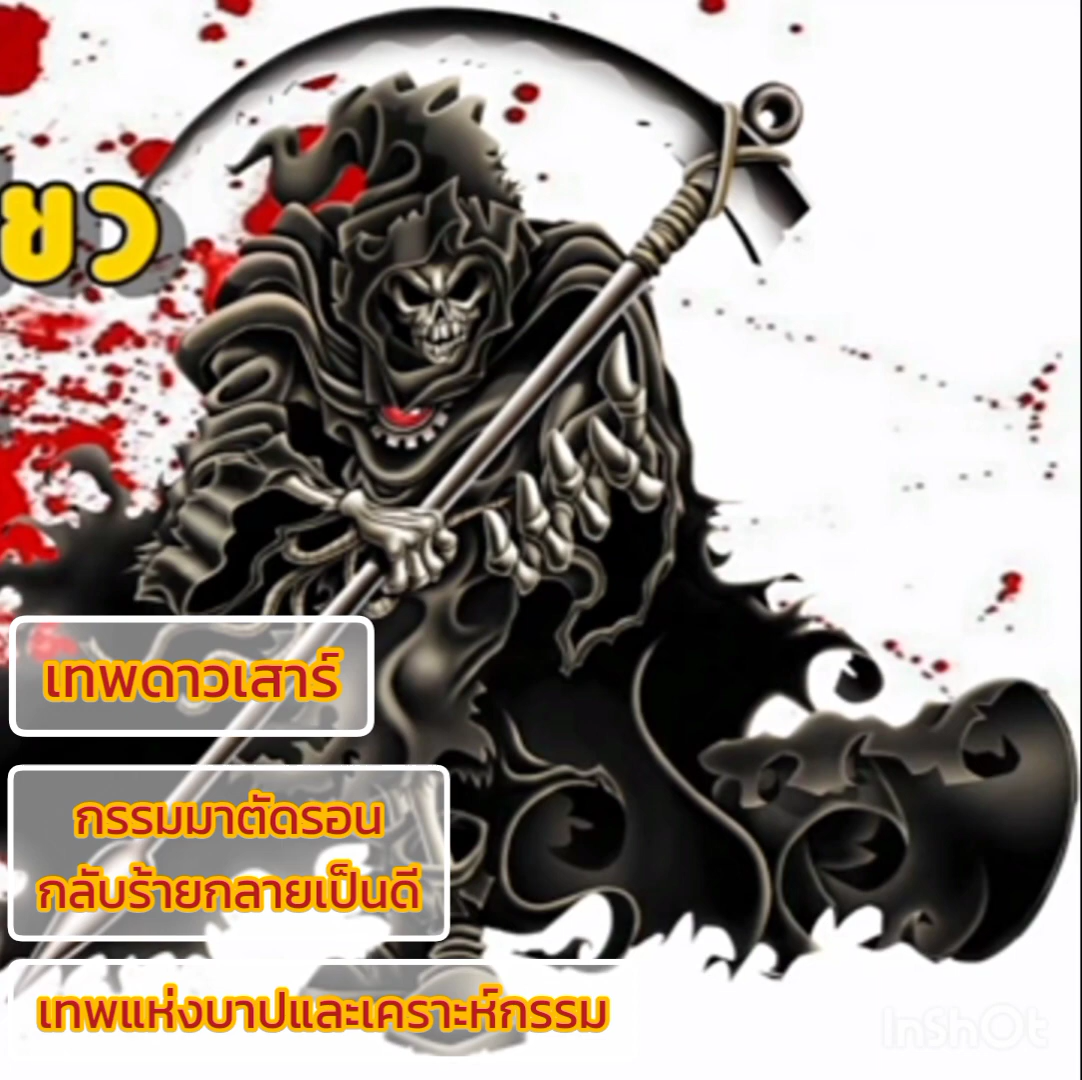 ียว
เทพดาวเสาร์
กรรมมาตัดรอน
กลับร้ายกลายเป็นดี
เทพแห่งบาปและเคราะห์กรรม
InShOt